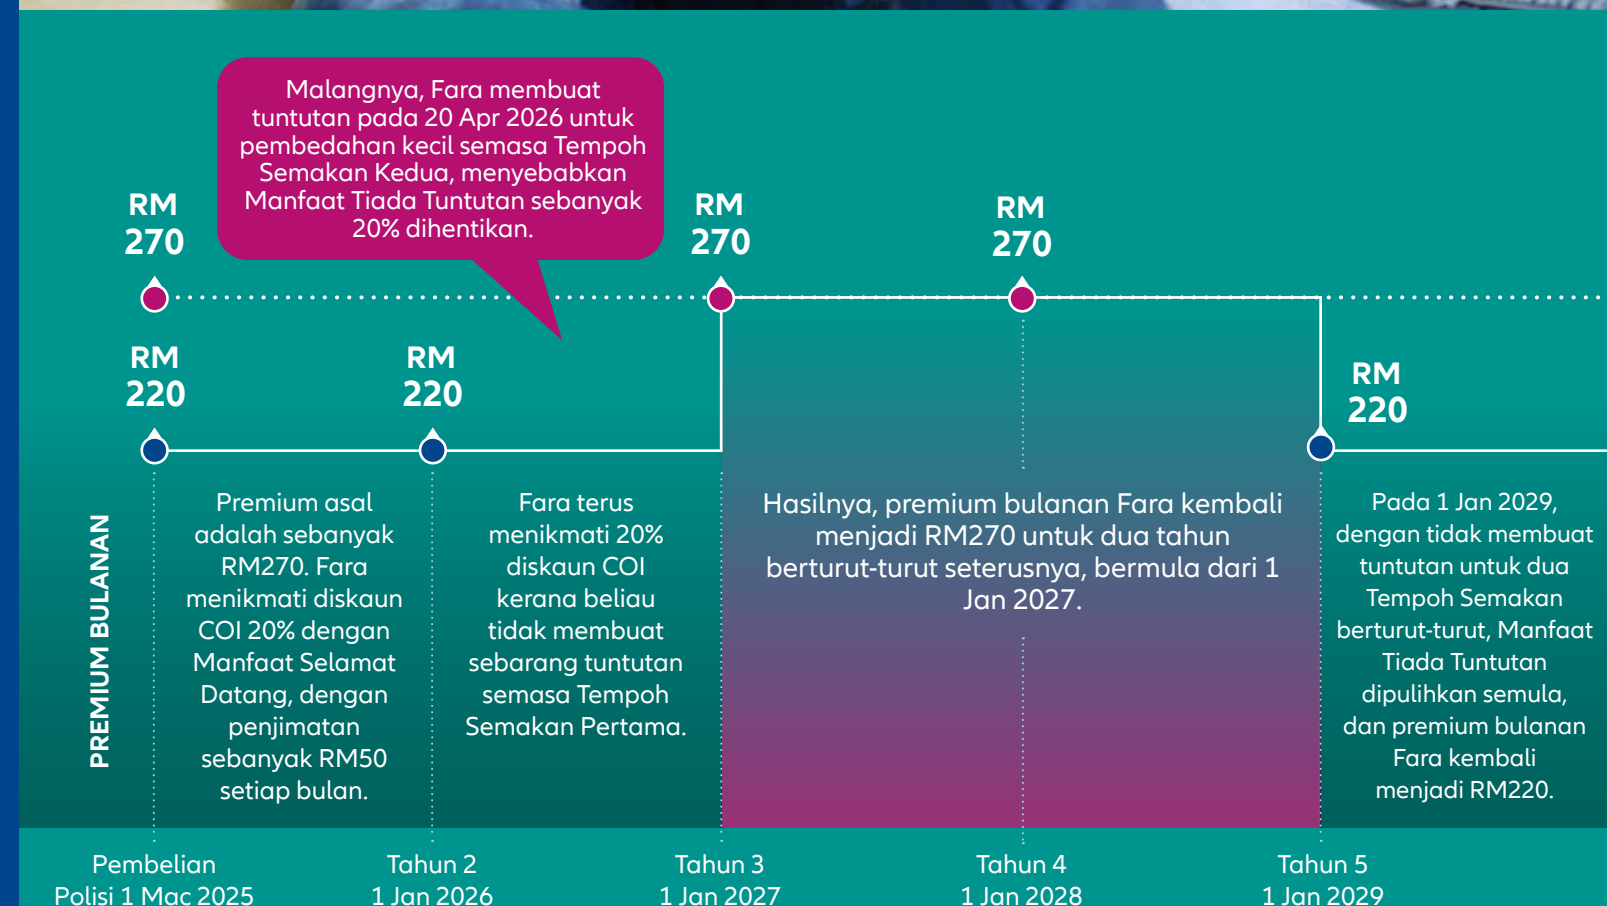 Malangnya, Fara membuat
tuntutan pada 20 Apr 2026 untuk
pembedahan kecil semasa Tempoh
Semakan Kedua, menyebabkan
Manfaat Tiada Tuntutan sebanyak
20% dihentikan.
RM
270
RM
270
RM
270
RM
220
RM
220
RM
220
PREMIUM BULANAN
Premium asal
adalah sebanyak
RM270. Fara
menikmati diskaun
COI 20% dengan
Manfaat Selamat
Datang, dengan
penjimatan
sebanyak RM50
setiap bulan.
Fara terus
menikmati 20%
diskaun COI
kerana beliau
tidak membuat
sebarang tuntutan
semasa Tempoh
Semakan Pertama.
Hasilnya, premium bulanan Fara kembali
menjadi RM270 untuk dua tahun
berturut-turut seterusnya, bermula dari 1
Jan 2027.
Pada 1 Jan 2029,
dengan tidak membuat
tuntutan untuk dua
Tempoh Semakan
berturut-turut, Manfaat
Tiada Tuntutan
dipulihkan semula,
dan premium bulanan
Fara kembali
menjadi RM220.
Pembelian
Polisi 1 Mac 2025
Tahun 2
1 Jan 2026
Tahun 3
1 Jan 2027
Tahun 4
1 Jan 2028
Tahun 5
1 Jan 2029